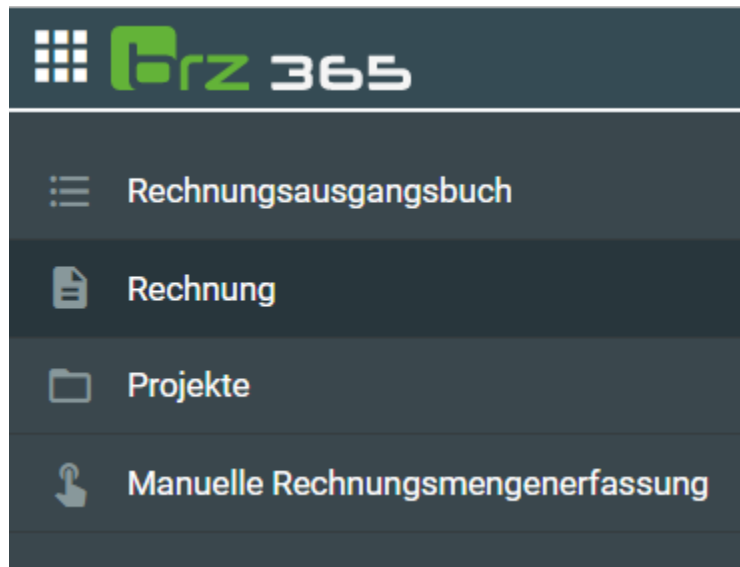 brz 365
Rechnungsausgangsbuch
Rechnung
Projekte
Manuelle Rechnungsmengenerfassung